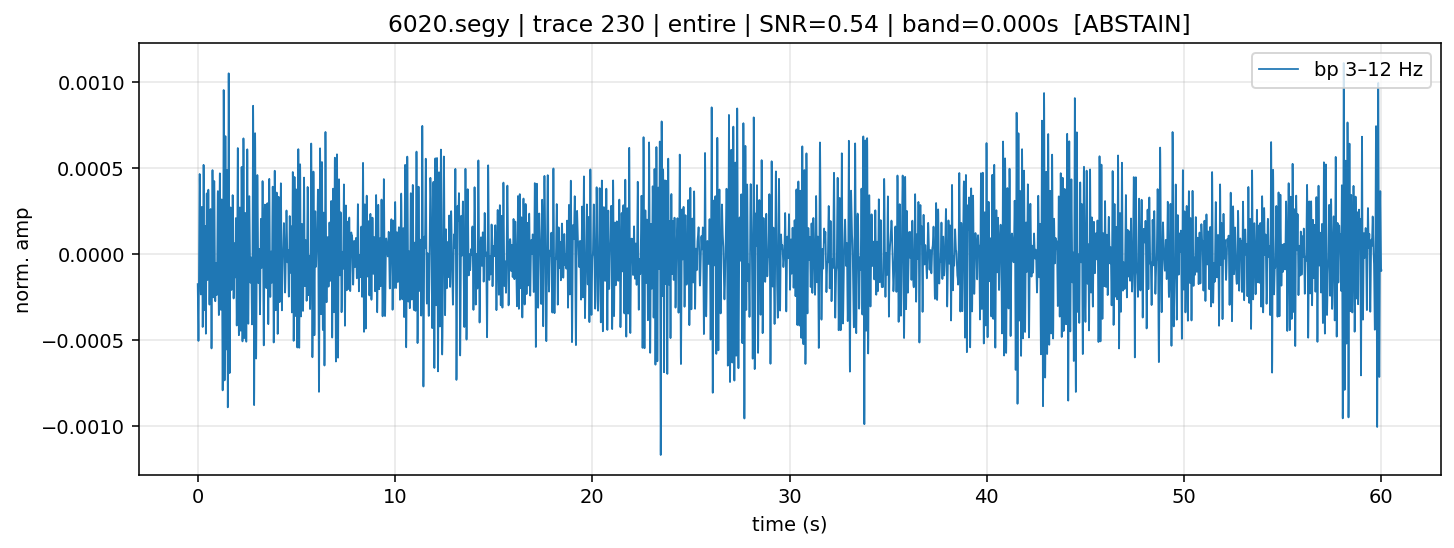 6020.segy | trace 230 | entire | SNR=0.54 | band=0.000s  [ABSTAIN]
bp 3–12 Hz
norm. amp
0.0010
0.0005
0.0000
−0.0005
−0.0010
0 10 20 30 40 50 60
time (s)